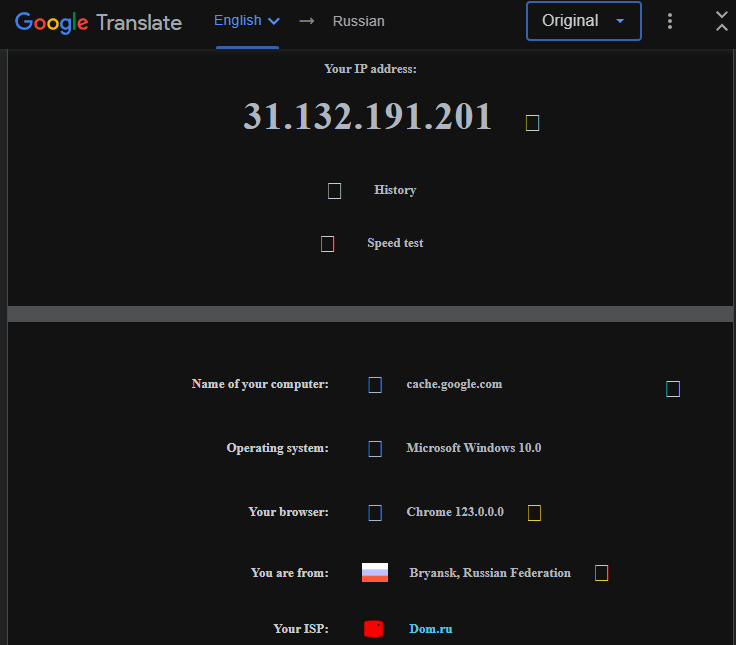 Google Translate English → Russian Original
Your IP address:
31.132.191.201
History
Speed test
Name of your computer: cache.google.com
Operating system: Microsoft Windows 10.0
Your browser: Chrome 123.0.0.0
You are from: Bryansk, Russian Federation
Your ISP: Dom.ru